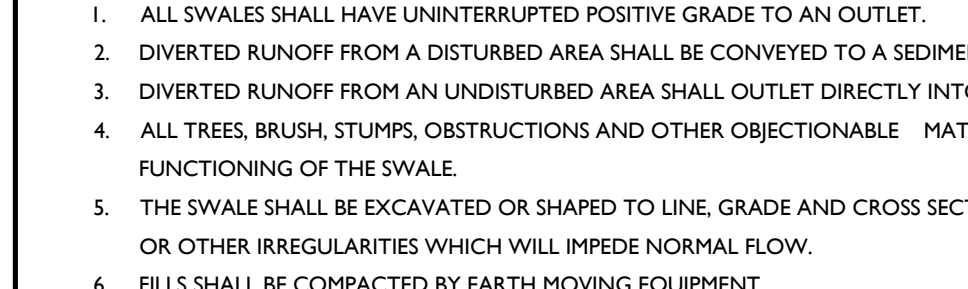 1. ALL SWALES SHALL HAVE UNINTERRUPTED POSITIVE GRADE TO AN OUTLET.
2. DIVERTED RUNOFF FROM A DISTURBED AREA SHALL BE CONVEYED TO A
3. DIVERTED RUNOFF FROM AN UNDISTURBED AREA SHALL OUTLET DIRECTLY
4. ALL TREES, BRUSH, STUMPS, OBSTRUCTIONS AND OTHER OBJECTIONABLE
FUNCTIONING OF THE SWALE.
5. THE SWALE SHALL BE EXCAVATED OR SHAPED TO LINE, GRADE AND CROSS
OR OTHER IRREGULARITIES WHICH WILL IMPEDE NORMAL FLOW.
6. FILLS SHALL BE COMPACTED BY EARTH MOVING EQUIPMENT